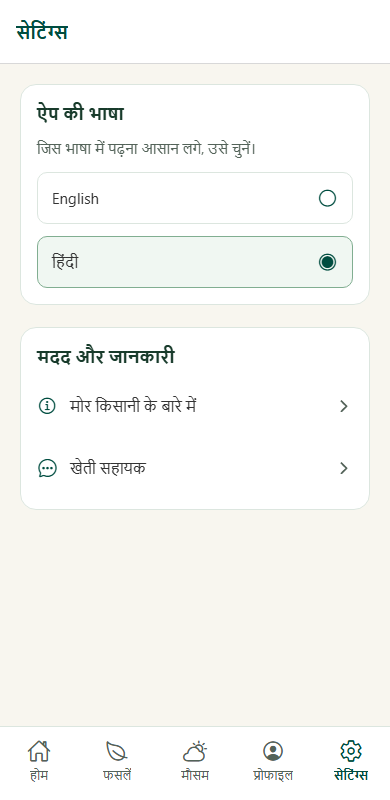 सेटिंग्स
ऐप की भाषा
जिस भाषा में पढ़ना आसान लगे, उसे चुनें।
English
हिंदी
मदद और जानकारी
मोर किसानी के बारे में
खेती सहायक
होम
फसलें
मौसम
प्रोफाइल
सेटिंग्स